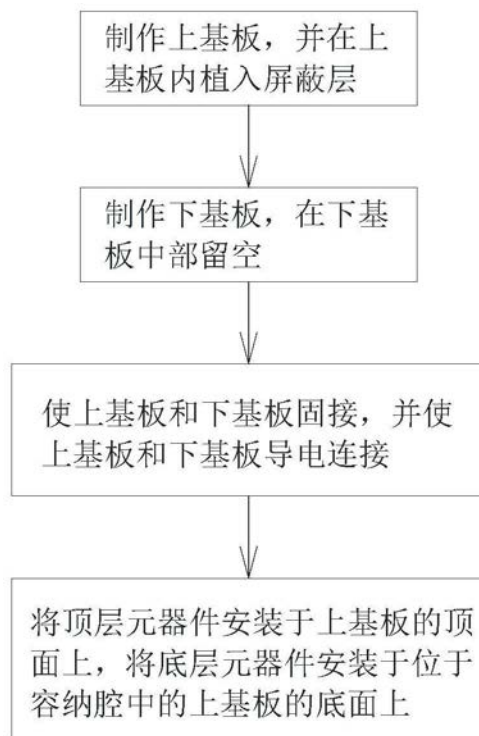 制作上基板，并在上
基板内植入屏蔽层
制作下基板，在下基
板中部留空
使上基板和下基板固接，并使
上基板和下基板导电连接
将顶层元器件安装于上基板的顶
面上，将底层元器件安装于位于
容纳腔中的上基板的底面上